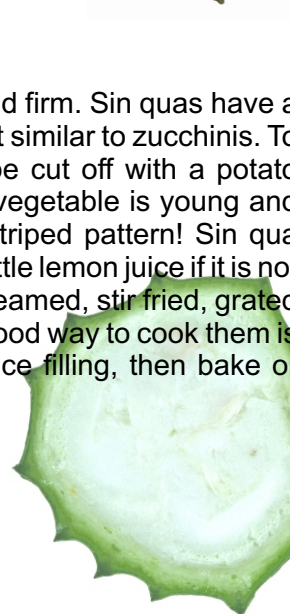 d firm. Sin quas have a
t similar to zucchinis. To
be cut off with a potato
vegetable is young and
triped pattern! Sin qua
ttle lemon juice if it is no
eamed, stir fried, grated
ood way to cook them is
ce filling, then bake o